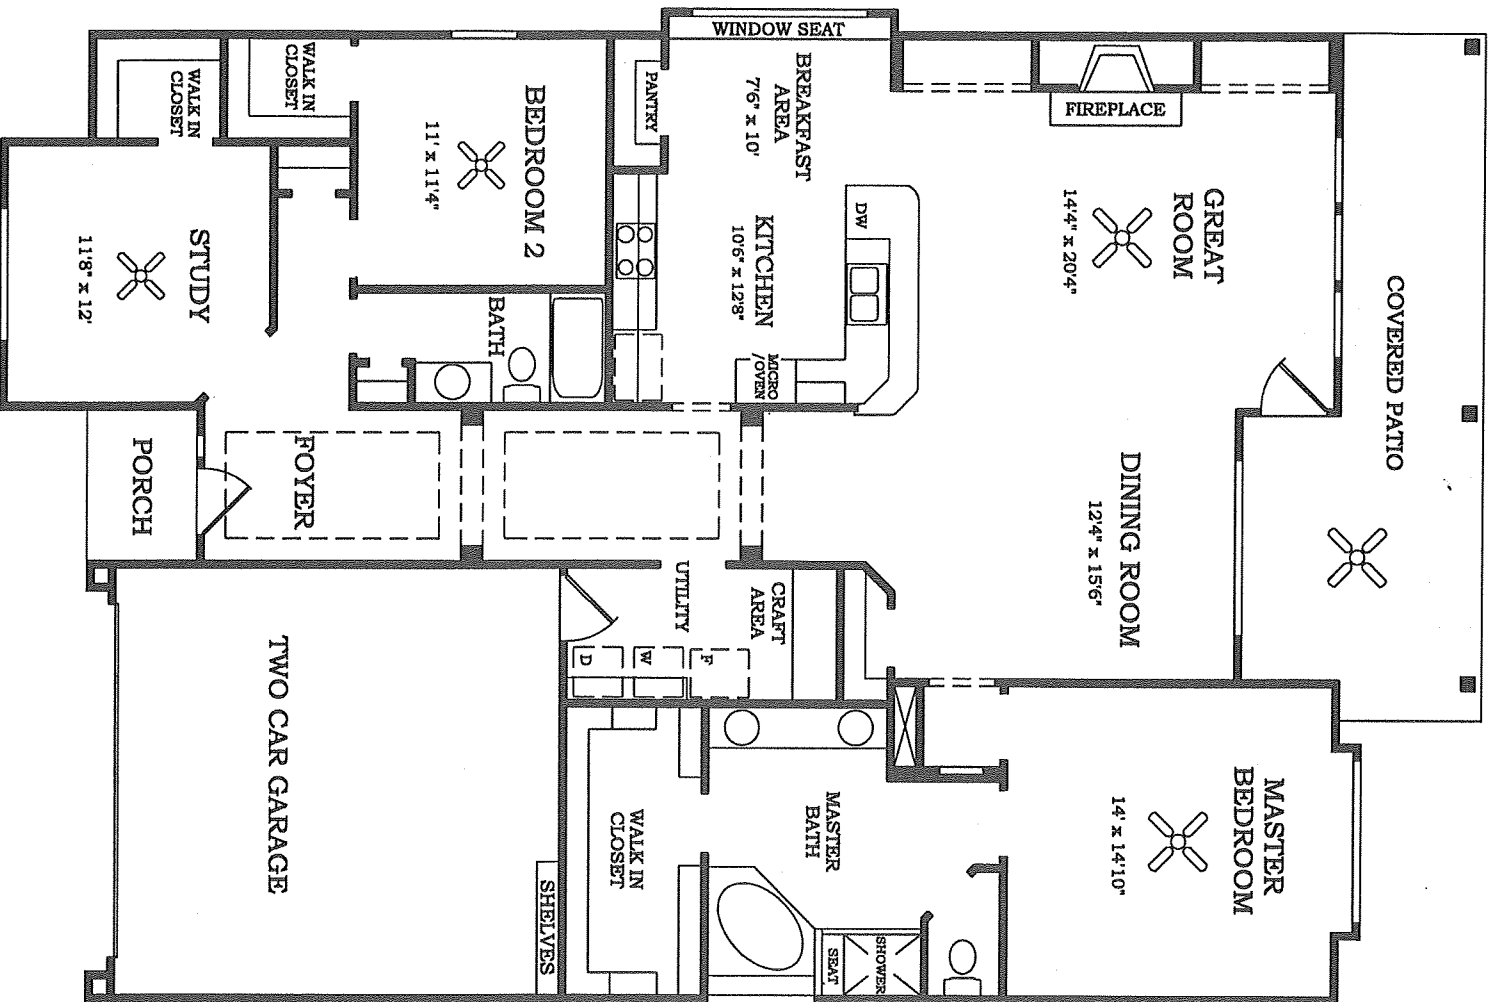 WINDOW SEAT
FIREPLACE
WALK IN
CLOSET
WALK IN
CLOSET
PANTRY
BREAKFAST
AREA
7'6" x 10'
BEDROOM 2
11' x 11'4"
STUDY
11'8" x 12'
BATH
KITCHEN
10'6" x 12'8"
DW
MICRO
/OVEN
GREAT
ROOM
14'4" x 20'4"
COVERED PATIO
DINING ROOM
12'4" x 15'6"
PORCH
FOYER
UTILITY
CRAFT
AREA
D
W
F
TWO CAR GARAGE
SHELVES
WALK IN
CLOSET
MASTER
BATH
SEAT
SHOWER
MASTER
BEDROOM
14' x 14'10"